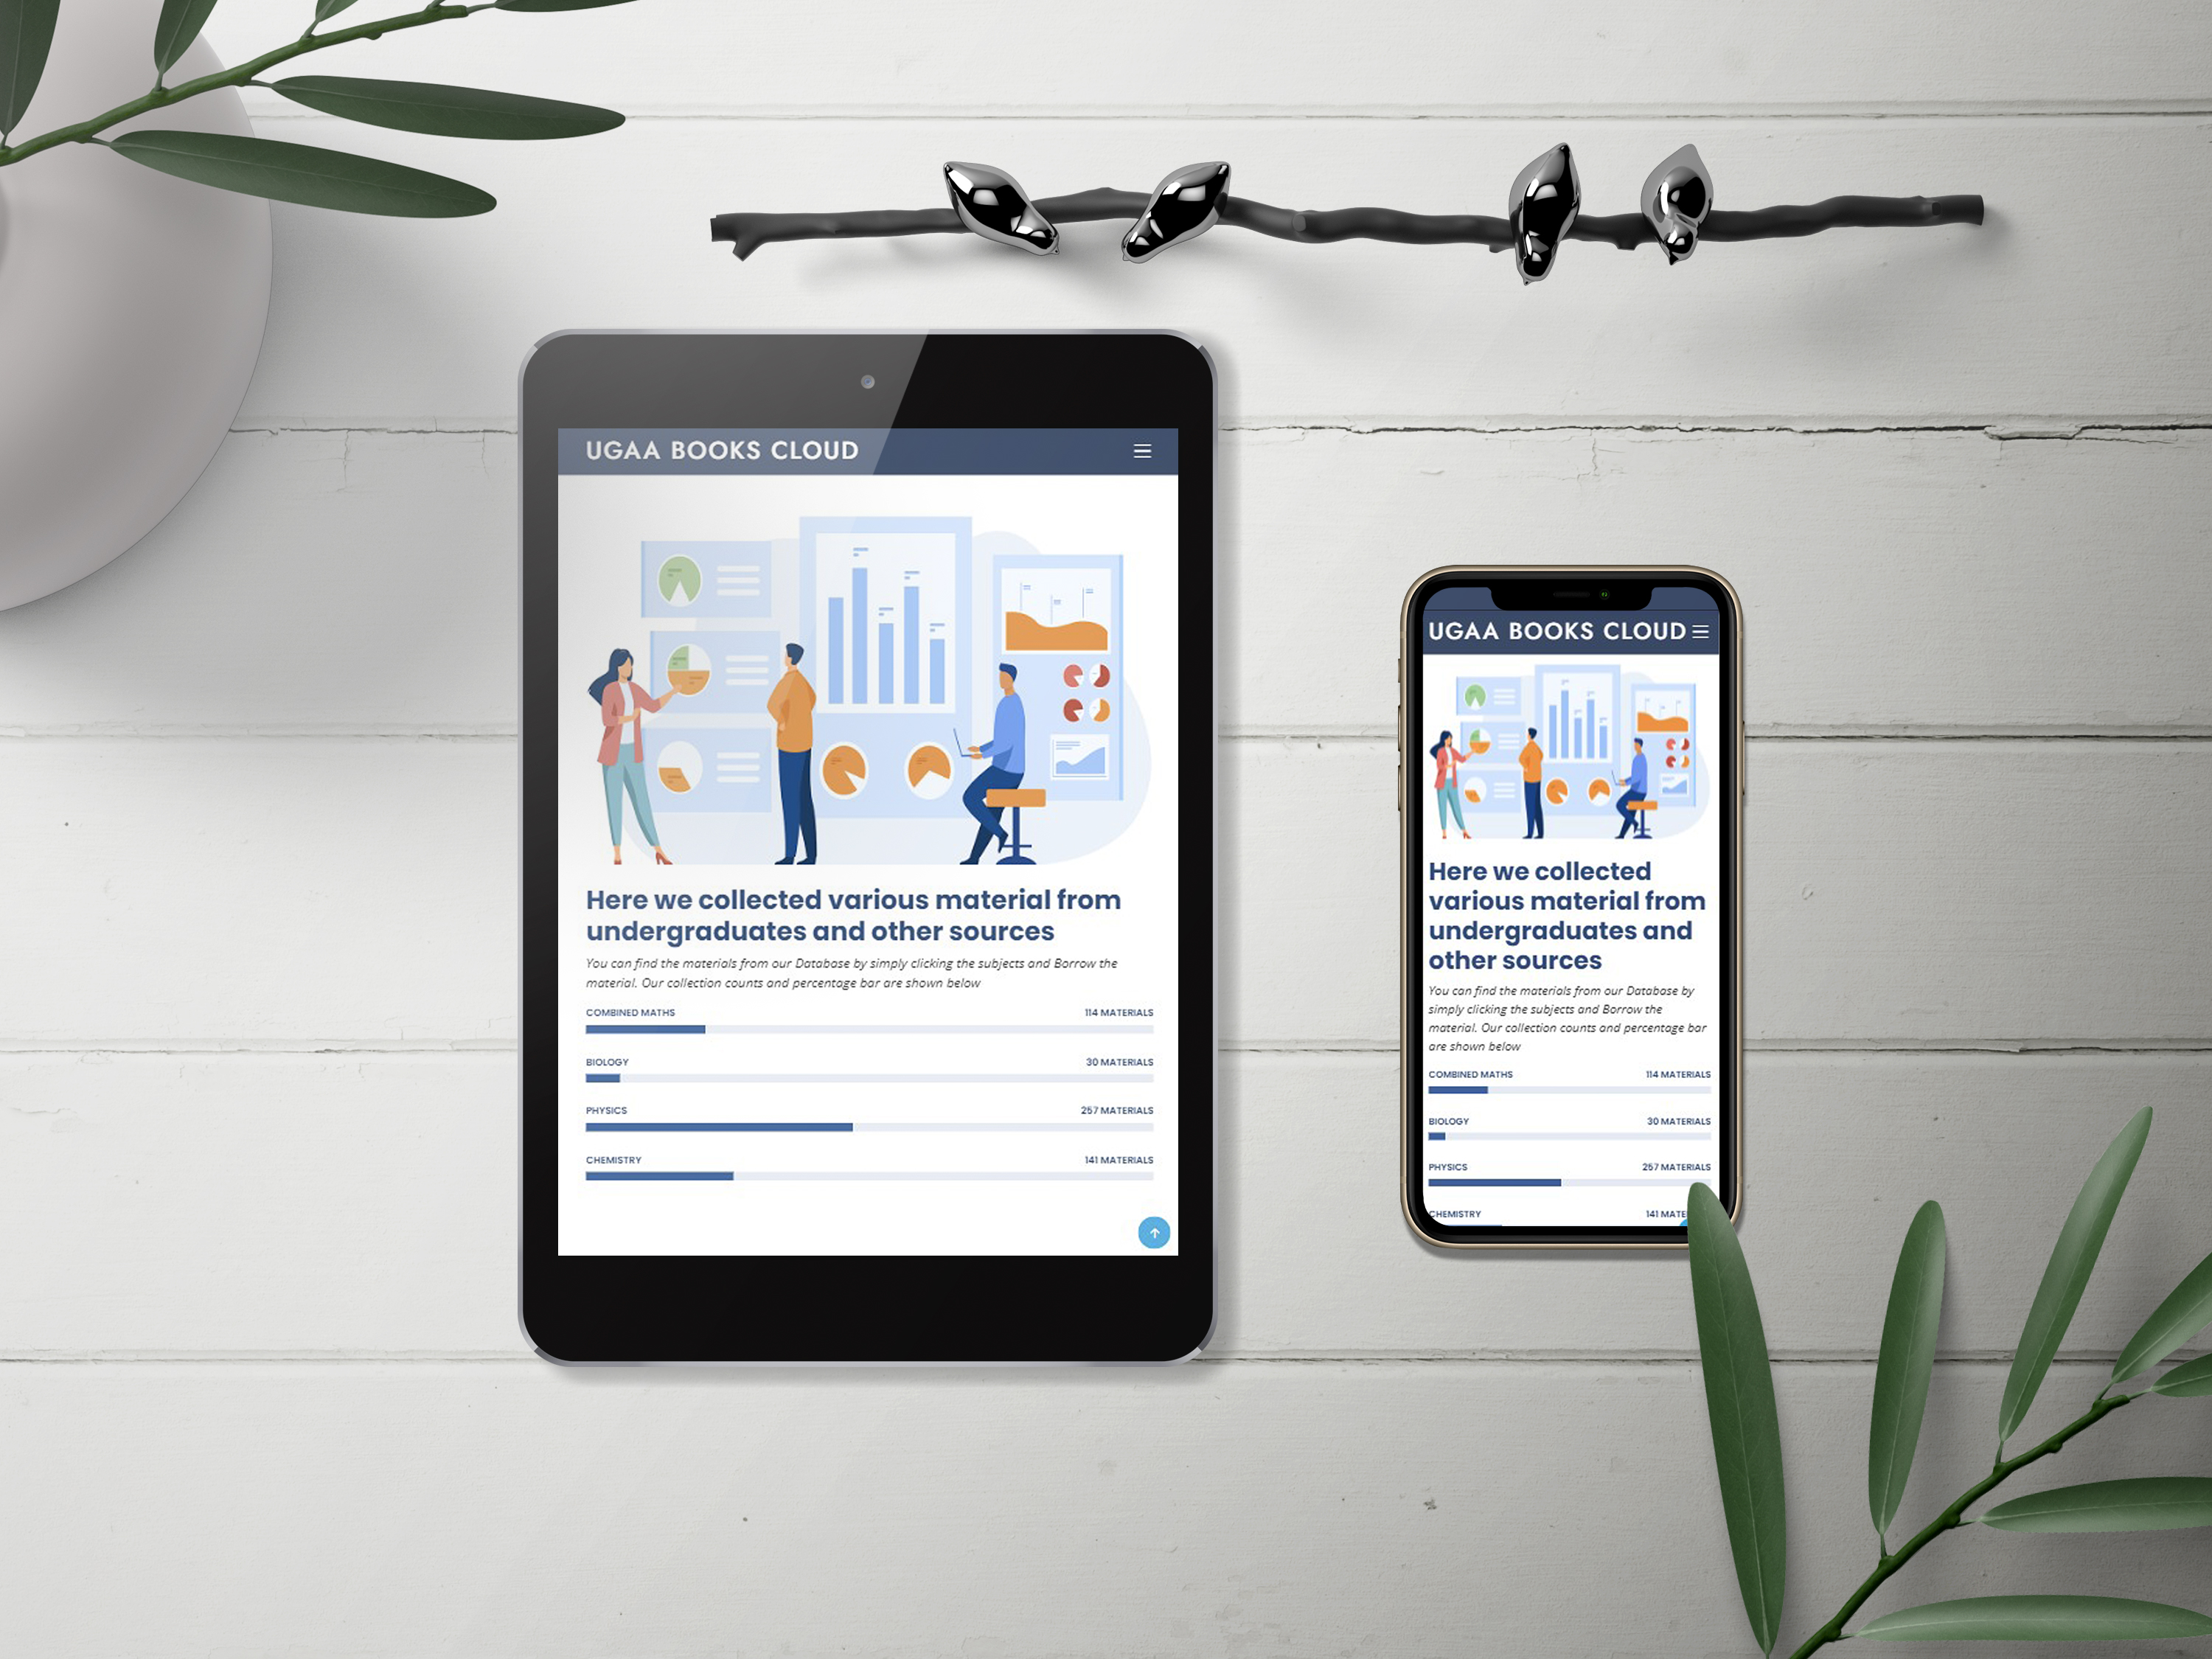 UGAA BOOKS CLOUD
Here we collected various material from
undergraduates and other sources
You can find the materials from our Database by simply clicking the subjects and Borrow the
material. Our collection counts and percentage bar are shown below
COMBINED MATHS 114 MATERIALS
BIOLOGY 30 MATERIALS
PHYSICS 257 MATERIALS
CHEMISTRY 141 MATERIALS
UGAA BOOKS CLOUD
Here we collected
various material from
undergraduates and
other sources
You can find the materials from our Database by
simply clicking the subjects and Borrow the
material. Our collection counts and percentage bar
are shown below
COMBINED MATHS 114 MATERIALS
BIOLOGY 30 MATERIALS
PHYSICS 257 MATERIALS
CHEMISTRY 141